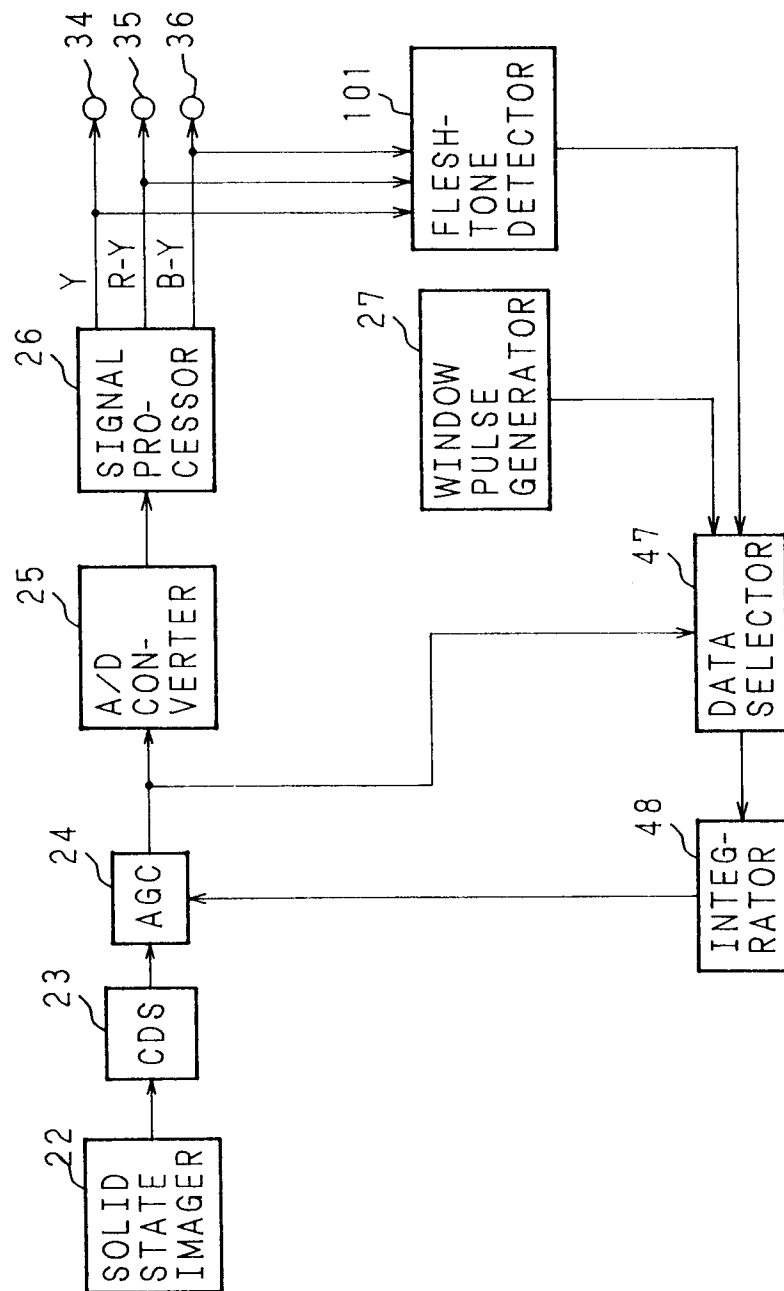 22
SOLID
STATE
IMAGER
23
CDS
24
AGC
25
A/D
CON-
VERTER
26
SIGNAL
PRO-
CESSOR
Y
R-Y
B-Y
34
35
36
48
INTEG-
RATOR
47
DATA
SELECTOR
27
WINDOW
PULSE
GENERATOR
101
FLESH-
TONE
DETECTOR